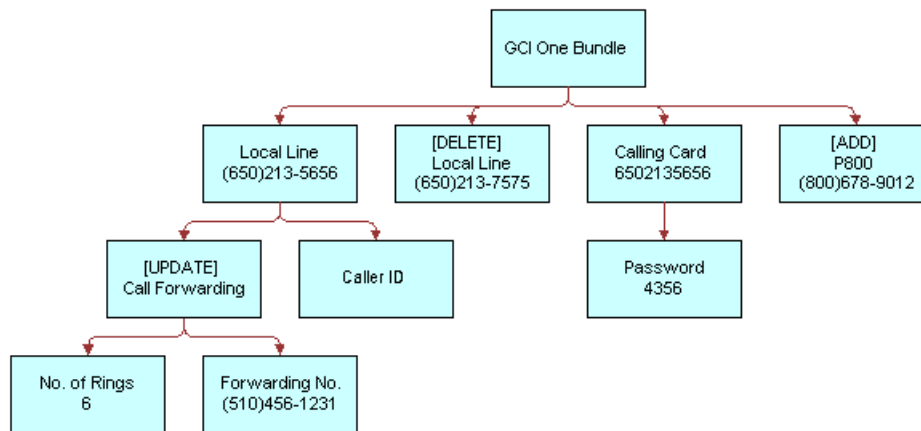 GCI One Bundle
Local Line
(650)213-5656
[DELETE]
Local Line
(650)213-7575
Calling Card
6502135656
[ADD]
P800
(800)678-9012
[UPDATE]
Call Forwarding
Caller ID
Password
4356
No. of Rings
6
Forwarding No.
(510)456-1231